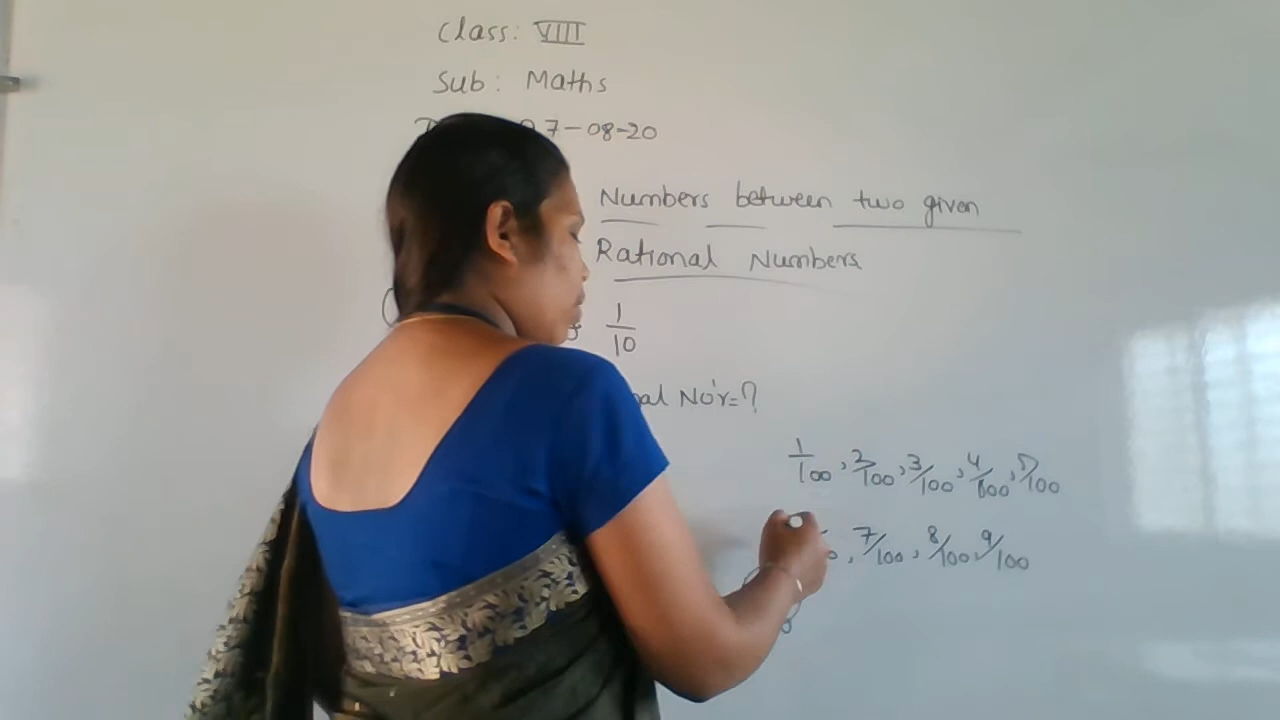 Class: VIII
Sub: Maths
7-08-20
Numbers between two given
Rational Numbers
1/10
No's=?
1/100, 2/100, 3/100, 4/100, 5/100
, 7/100, 8/100, 9/100